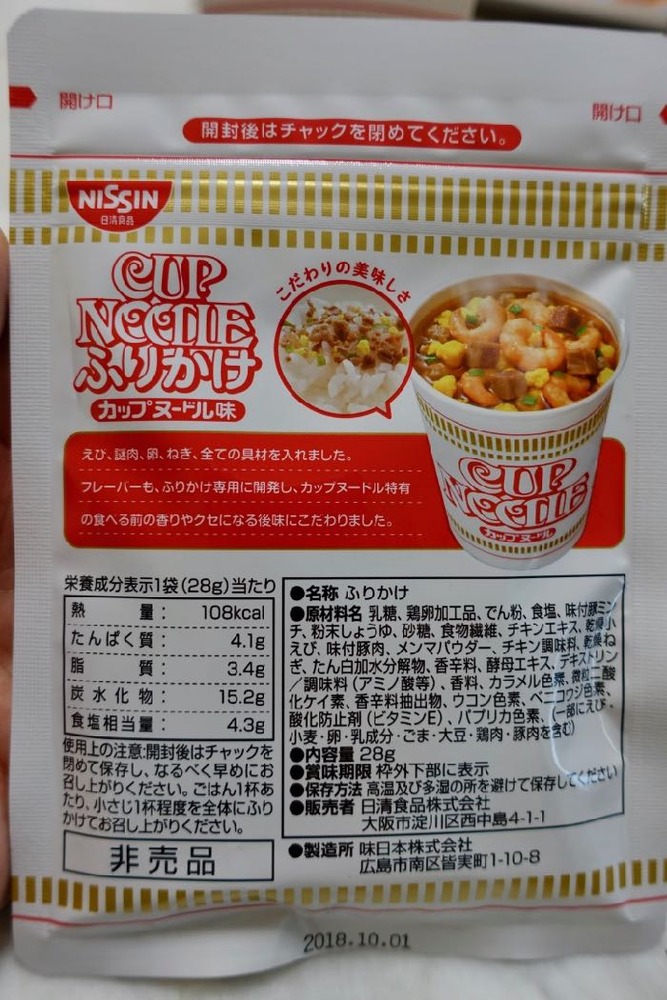 開け口
開け口
開封後はチャックを閉めてください。
NISSIN
日清食品
CUP
NOODLE
ふりかけ
カップヌードル味
こだわりの美味しさ
CUP
NOODLE
カップヌードル
えび、謎肉、卵、ねぎ、全ての具材を入れました。
フレーバーも、ふりかけ専用に開発し、カップヌードル特有
の食べる前の香りやクセになる後味にこだわりました。
栄養成分表示1袋(28g)当たり
熱量: 108kcal
たんぱく質: 4.1g
脂質: 3.4g
炭水化物: 15.2g
食塩相当量: 4.3g
使用上の注意:開封後はチャックを
閉めて保存し、なるべく早めにお
召し上がりください。ごはん1杯あ
たり、小さじ1杯程度を全体にふり
かけてお召し上がりください。
非売品
●名称 ふりかけ
●原材料名 乳糖、鶏卵加工品、でん粉、食塩、味付豚ミン
チ、粉末しょうゆ、砂糖、食物繊維、チキンエキス、乾燥小
えび、味付豚肉、メンマパウダー、チキン調味料、乾燥ね
ぎ、たん白加水分解物、香辛料、酵母エキス、デキストリン
/調味料(アミノ酸等)、香料、カラメル色素、微粒二酸
化ケイ素、香辛料抽出物、ウコン色素、ベニコウジ色素、
酸化防止剤(ビタミンE)、パプリカ色素、(一部にえび・
小麦・卵・乳成分・ごま・大豆・鶏肉・豚肉を含む)
●内容量 28g
●賞味期限 枠外下部に表示
●保存方法 高温及び多湿の所を避けて保存してください
●販売者 日清食品株式会社
大阪市淀川区西中島4-1-1
●製造所 味日本株式会社
広島市南区皆実町1-10-8
2018.10.01